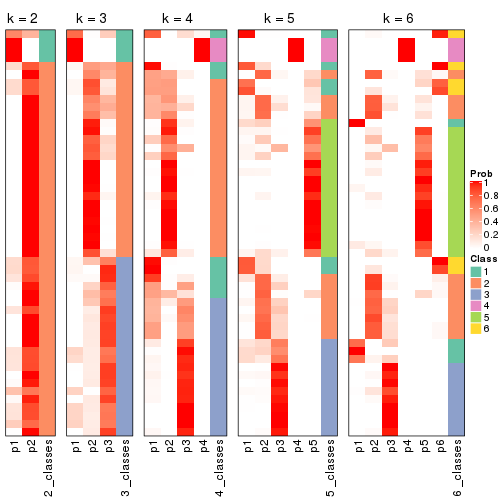 k = 2
k = 3
k = 4
k = 5
k = 6
p1
p2
2_classes
p1
p2
p3
3_classes
p1
p2
p3
p4
4_classes
p1
p2
p3
p4
p5
5_classes
p1
p2
p3
p4
p5
p6
6_classes
Prob
1
0.8
0.6
0.4
0.2
0
Class
1
2
3
4
5
6